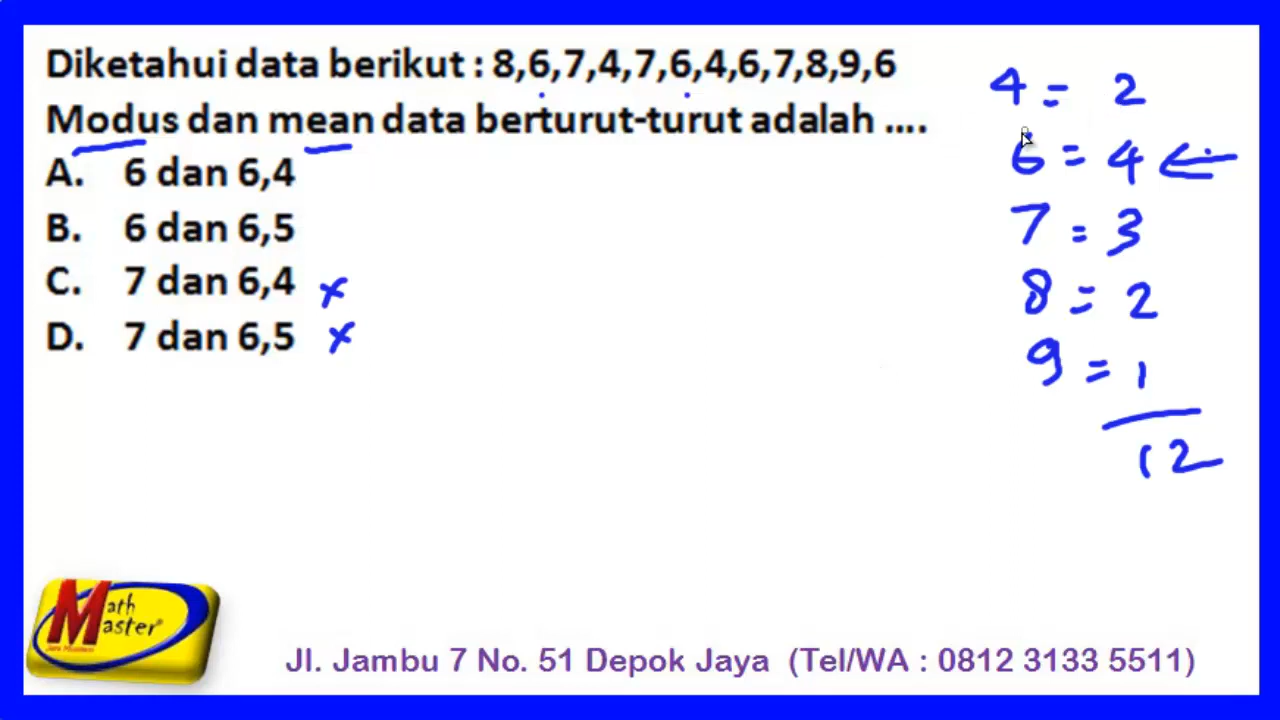 Diketahui data berikut : 8,6,7,4,7,6,4,6,7,8,9,6
Modus dan mean data berturut-turut adalah ....
A. 6 dan 6,4
B. 6 dan 6,5
C. 7 dan 6,4 x
D. 7 dan 6,5 x
4 = 2
6 = 4 ←
7 = 3
8 = 2
9 = 1
12
Math
Master®
Jl. Jambu 7 No. 51 Depok Jaya (Tel/WA : 0812 3133 5511)